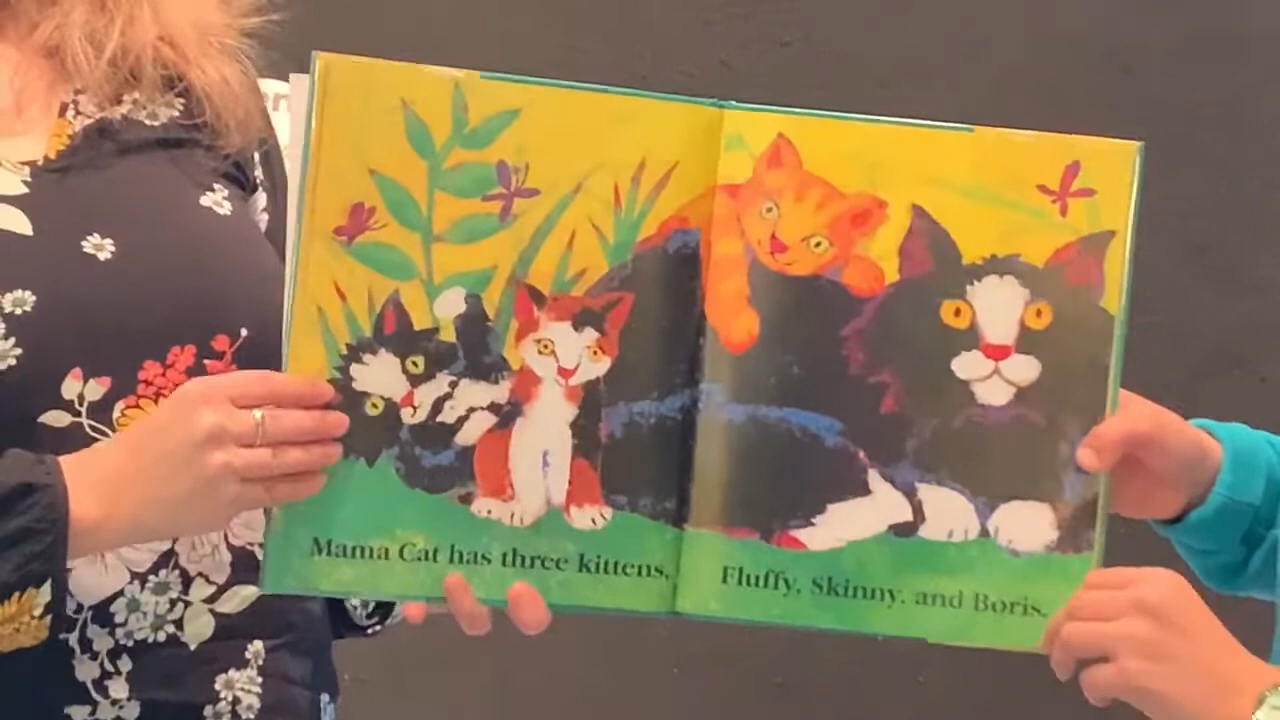 Mama Cat has three kittens,
Fluffy, Skinny, and Boris.